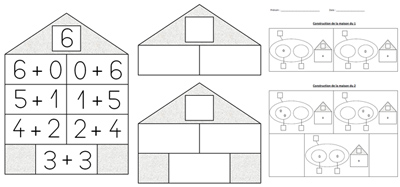 6
6+0 0+6
5+1 1+5
4+2 2+4
3+3
Construction de la maison du 1
Construction de la maison du 2